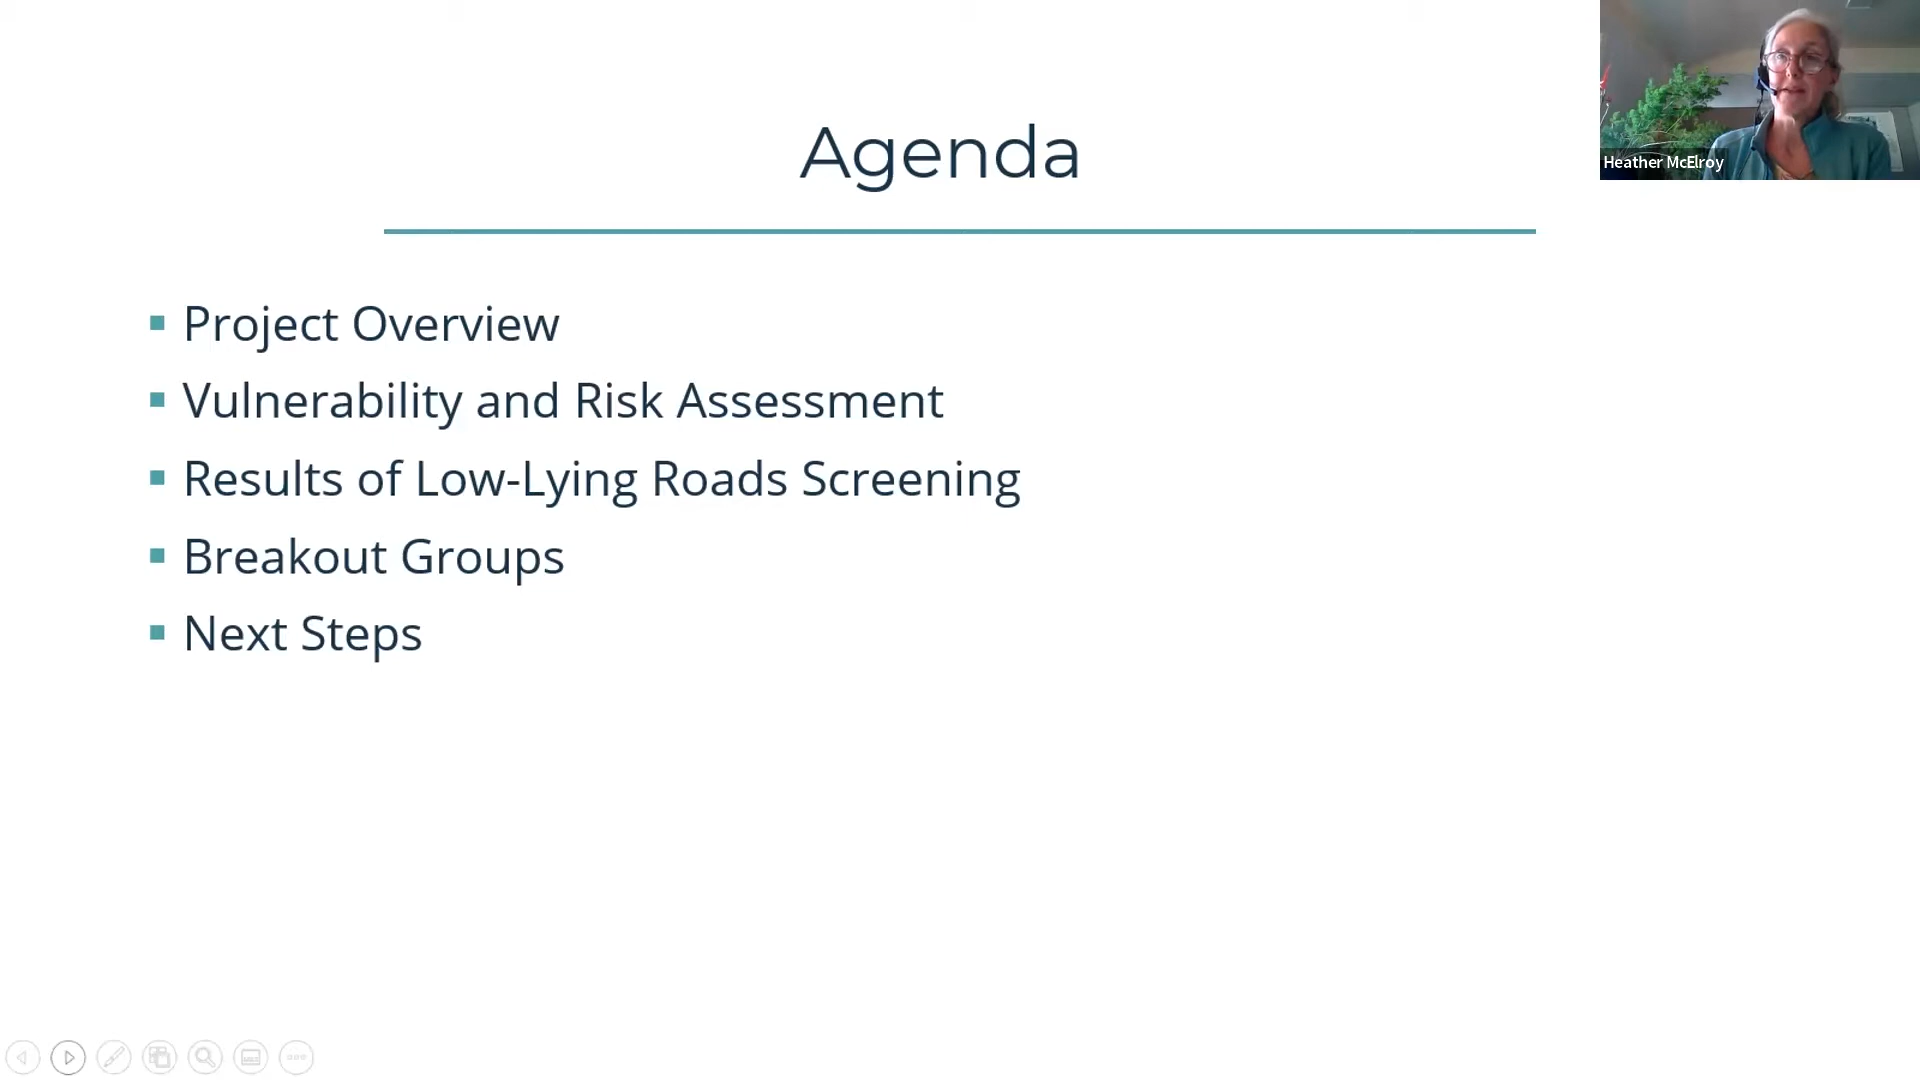 Agenda
Heather McElroy
Project Overview
Vulnerability and Risk Assessment
Results of Low-Lying Roads Screening
Breakout Groups
Next Steps